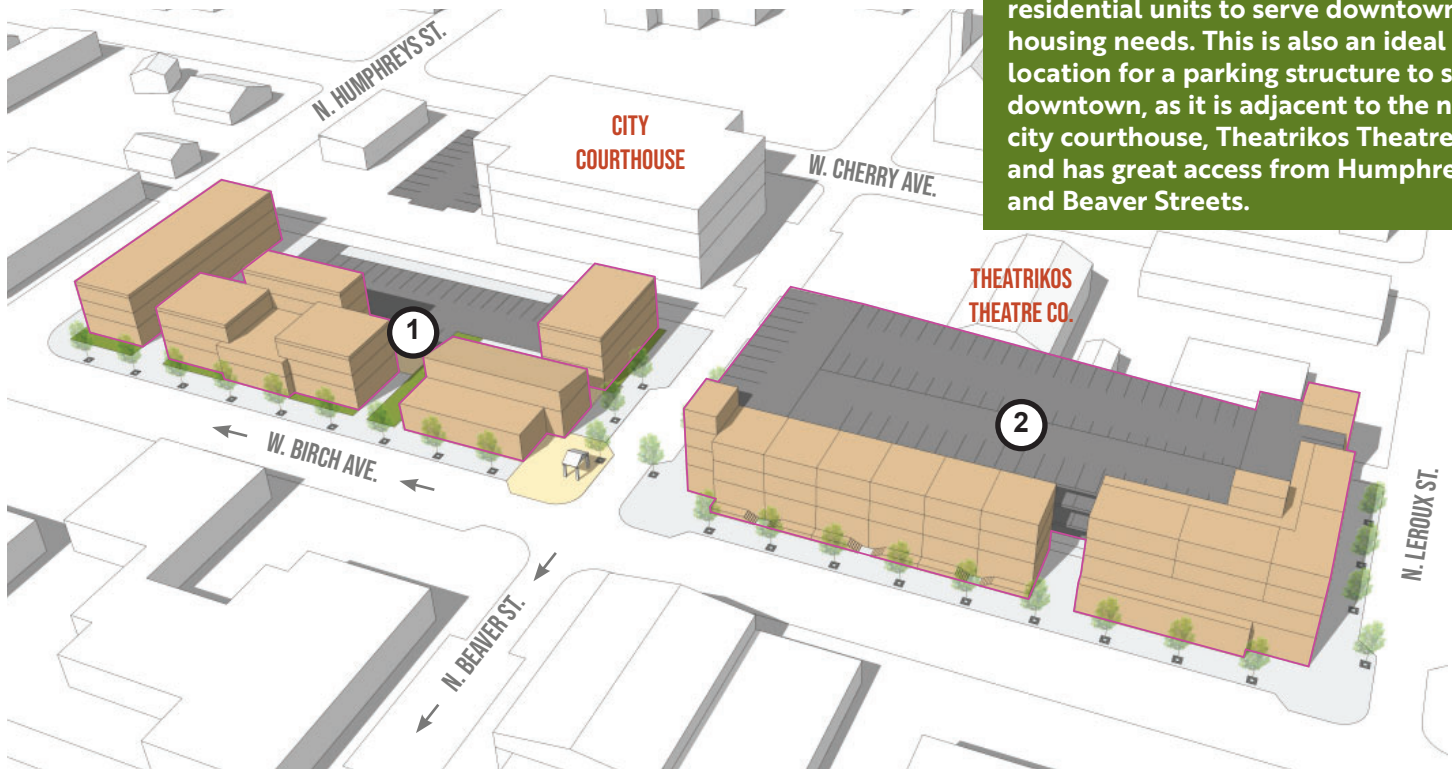 residential units to serve downtown
housing needs. This is also an ideal
location for a parking structure to s
downtown, as it is adjacent to the n
city courthouse, Theatrikos Theatre
and has great access from Humphre
and Beaver Streets.
N. HUMPHREYS ST.
CITY
COURTHOUSE
W. CHERRY AVE.
THEATRIKOS
THEATRE CO.
1
2
W. BIRCH AVE.
N. BEAVER ST.
N. LEROUX ST.